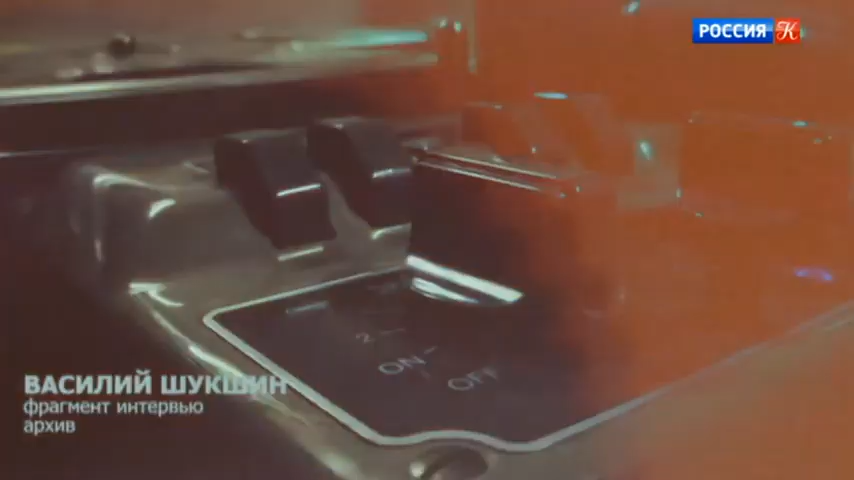 РОССИЯ К
ВАСИЛИЙ ШУКШИН
фрагмент интервью
архив
2
ON
OFF